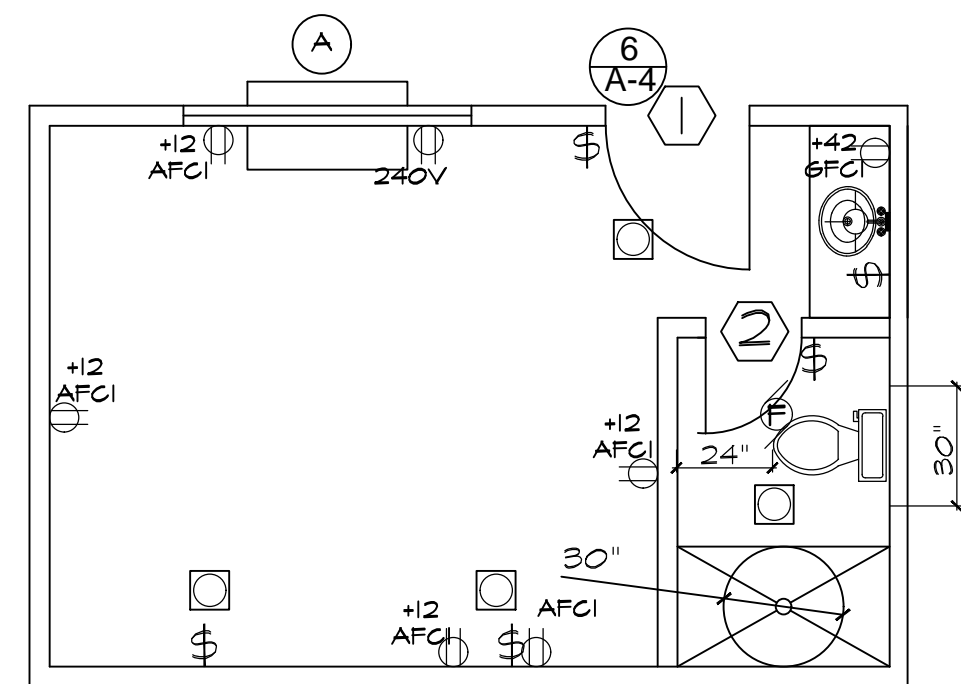 A
6
A-4
1
+12
AFCI
240V
$
+42
GFCI
$
2
$
+12
AFCI
F
+12
AFCI
24"
30"
30"
+12
AFCI
AFCI
$
$